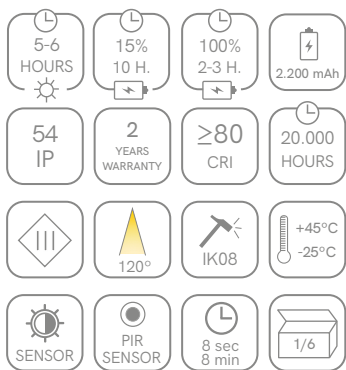 5-6
HOURS
15%
10 H.
100%
2-3 H.
2.200 mAh
54
IP
2
YEARS
WARRANTY
≥80
CRI
20.000
HOURS
III
120°
IK08
+45°C
-25°C
SENSOR
PIR
SENSOR
8 sec
8 min
1/6